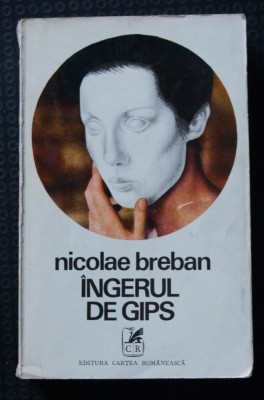 nicolae breban
ÎNGERUL
DE GIPS
CR
EDITURA CARTEA ROMÂNEASCĂ